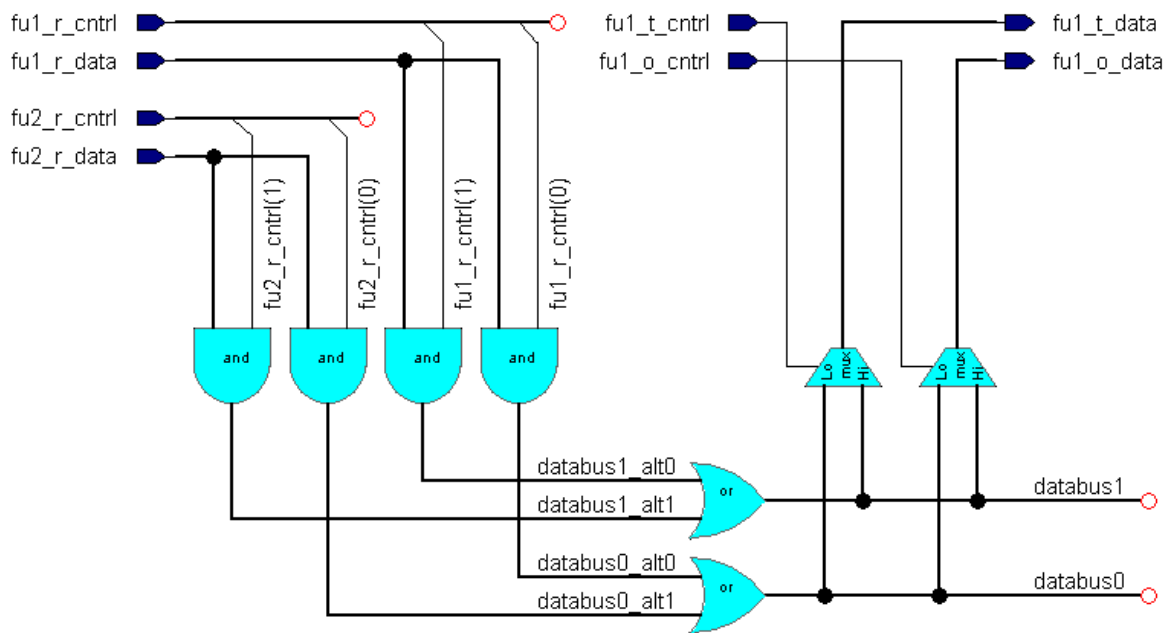 fu1_r_cntrl
fu1_t_cntrl
fu1_t_data
fu1_r_data
fu1_o_cntrl
fu1_o_data
fu2_r_cntrl
fu2_r_data
fu2_r_cntrl(1)
fu2_r_cntrl(0)
fu1_r_cntrl(1)
fu1_r_cntrl(0)
and
and
and
and
Lo
mux
Hi
Lo
mux
Hi
databus1_alt0
or
databus1
databus1_alt1
databus0_alt0
or
databus0
databus0_alt1